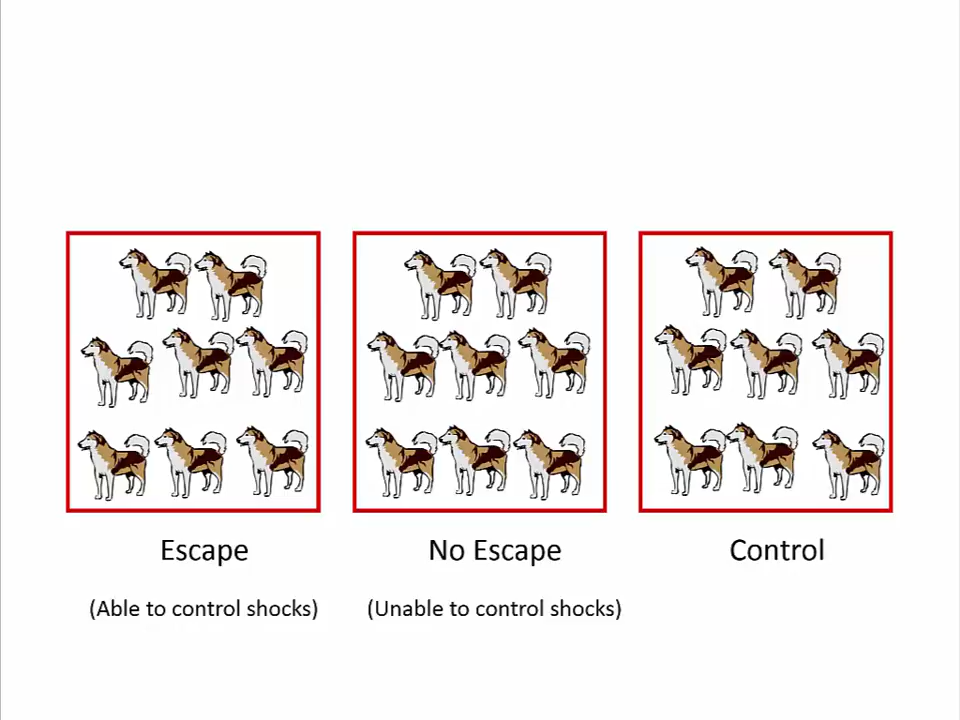 Escape
No Escape
Control
(Able to control shocks)
(Unable to control shocks)